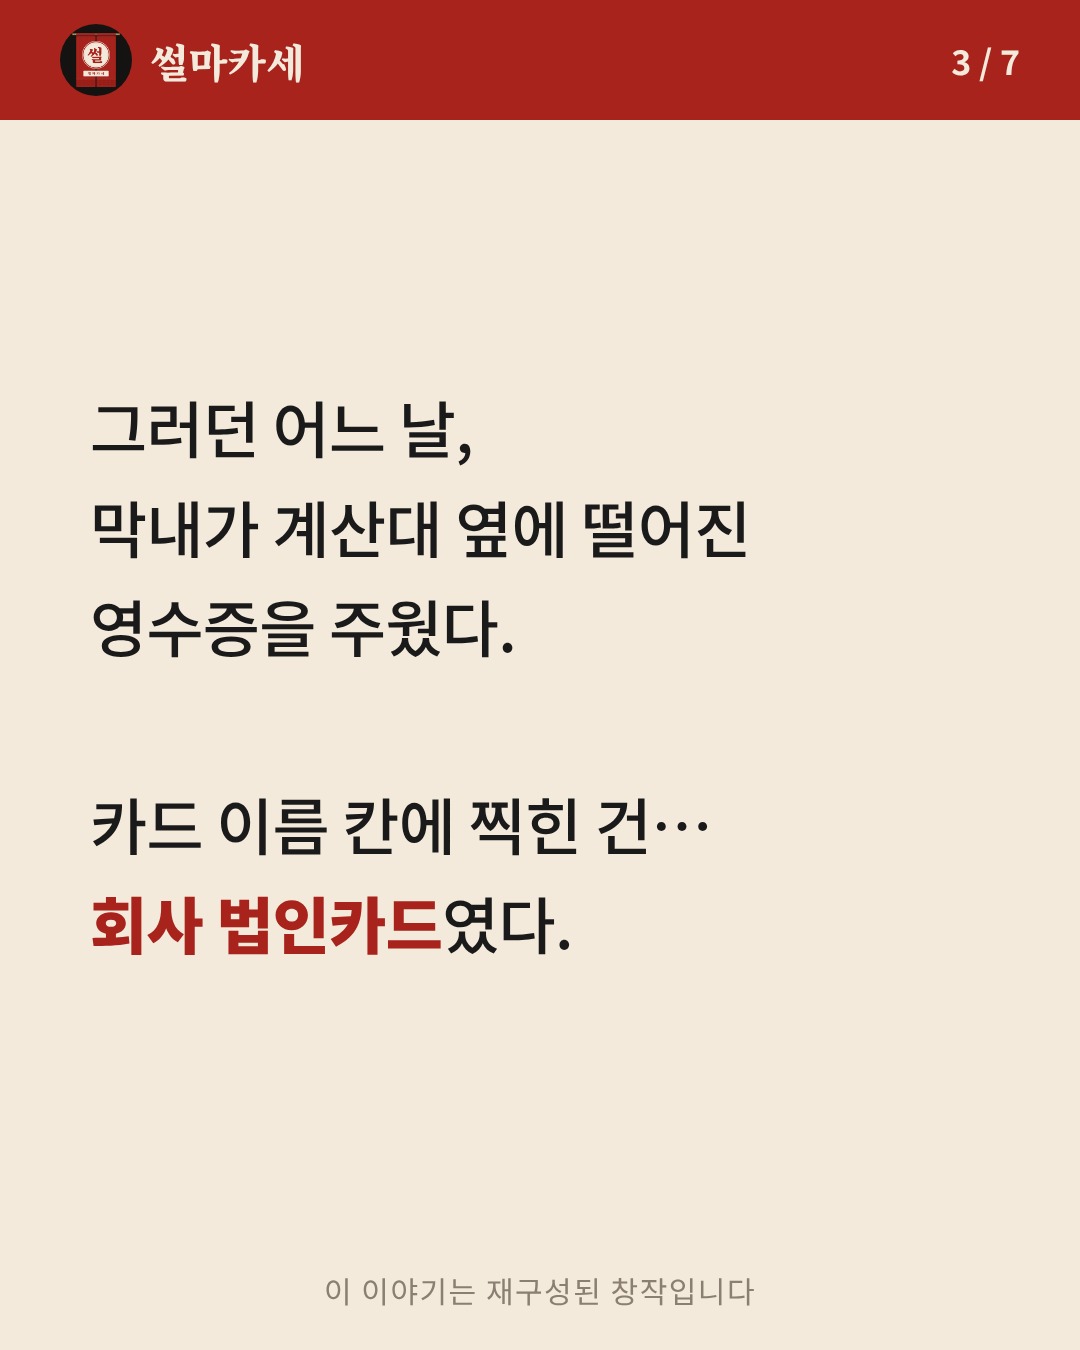 썰
썰마카세
3 / 7
그러던 어느 날,
막내가 계산대 옆에 떨어진
영수증을 주웠다.
카드 이름 칸에 찍힌 건…
회사 법인카드였다.
이 이야기는 재구성된 창작입니다